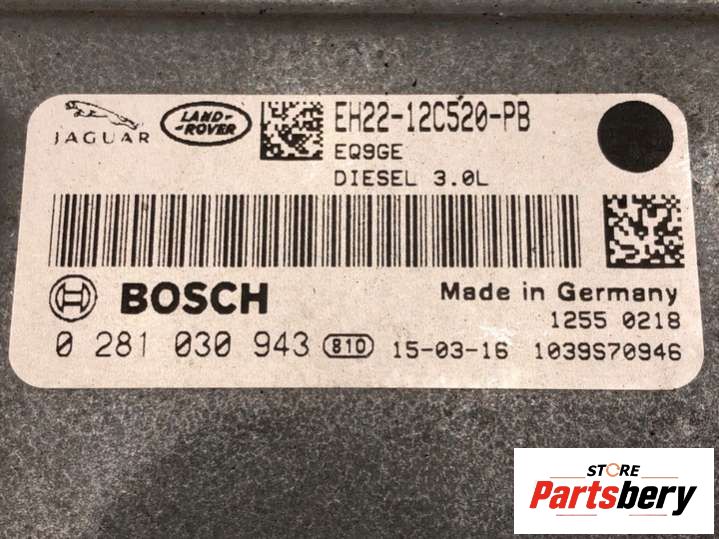 JAGUAR
LAND-
-ROVER
EH22-12C520-PB
EQ9GE
DIESEL 3.0L
BOSCH
Made in Germany
1255 0218
0 281 030 943 810 15-03-16 1039S70946
STORE
Partsbery